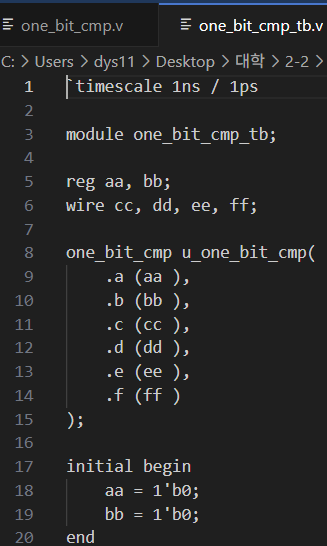 one_bit_cmp.v one_bit_cmp_tb.v
C: > Users > dys11 > Desktop > 대학 > 2-2 >
1 `timescale 1ns / 1ps
2
3 module one_bit_cmp_tb;
4
5 reg aa, bb;
6 wire cc, dd, ee, ff;
7
8 one_bit_cmp u_one_bit_cmp(
9 .a (aa ),
10 .b (bb ),
11 .c (cc ),
12 .d (dd ),
13 .e (ee ),
14 .f (ff )
15 );
16
17 initial begin
18 aa = 1'b0;
19 bb = 1'b0;
20 end